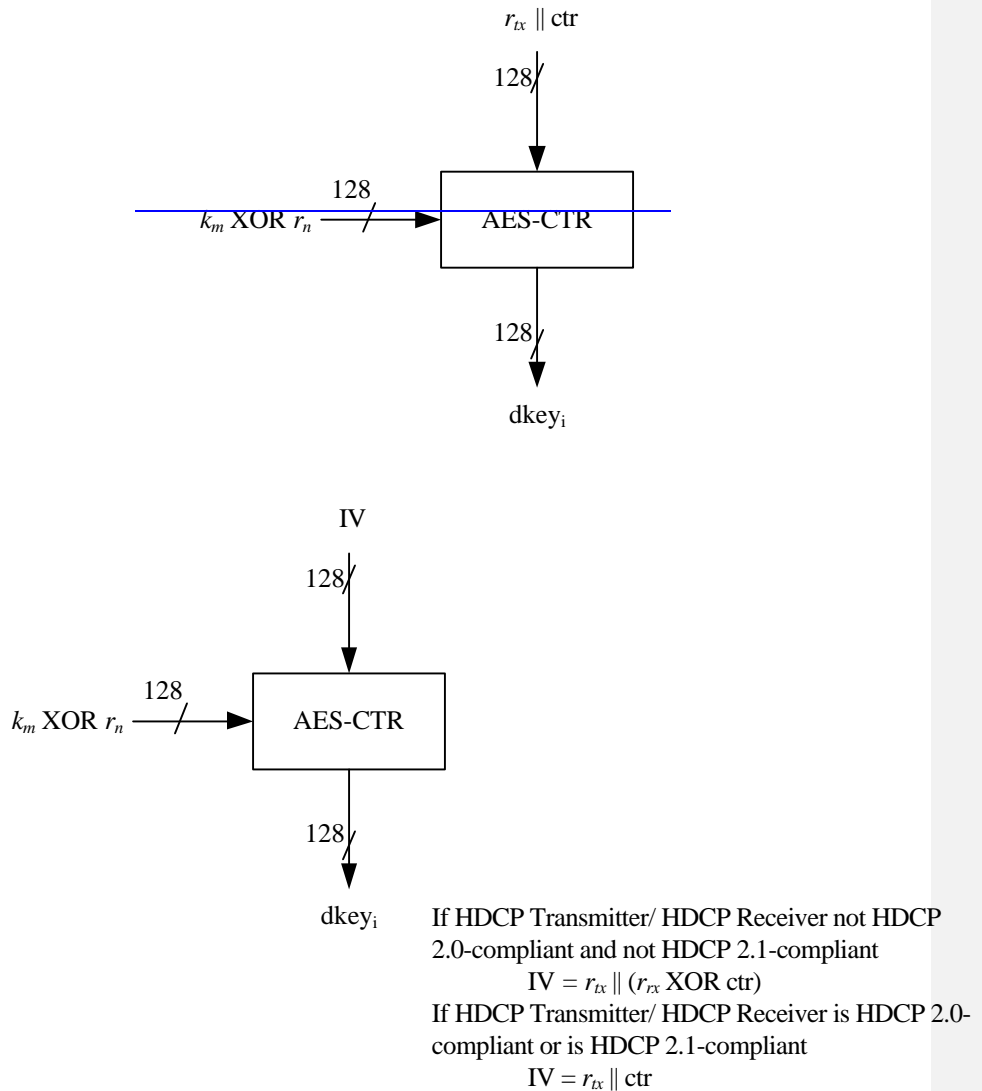 r_tx || ctr
128
128
k_m XOR r_n
AES-CTR
128
dkey_i
IV
128
128
k_m XOR r_n
AES-CTR
128
dkey_i
If HDCP Transmitter/ HDCP Receiver not HDCP
2.0-compliant and not HDCP 2.1-compliant
IV = r_tx || (r_rx XOR ctr)
If HDCP Transmitter/ HDCP Receiver is HDCP 2.0-
compliant or is HDCP 2.1-compliant
IV = r_tx || ctr